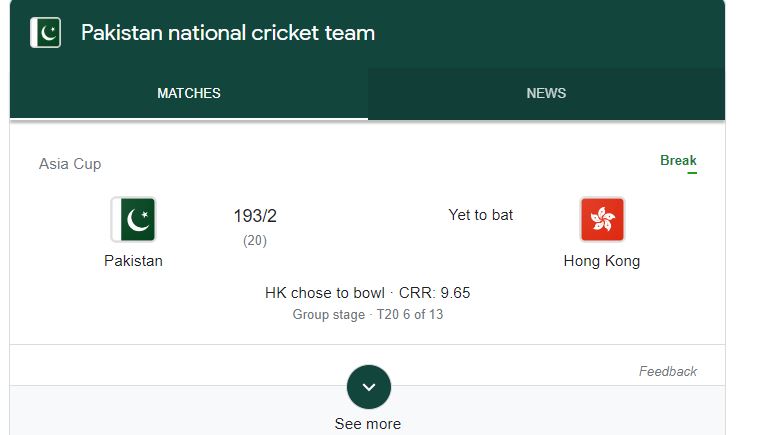 Pakistan national cricket team
MATCHES NEWS
Asia Cup Break
193/2 Yet to bat
(20)
Pakistan Hong Kong
HK chose to bowl · CRR: 9.65
Group stage · T20 6 of 13
Feedback
See more